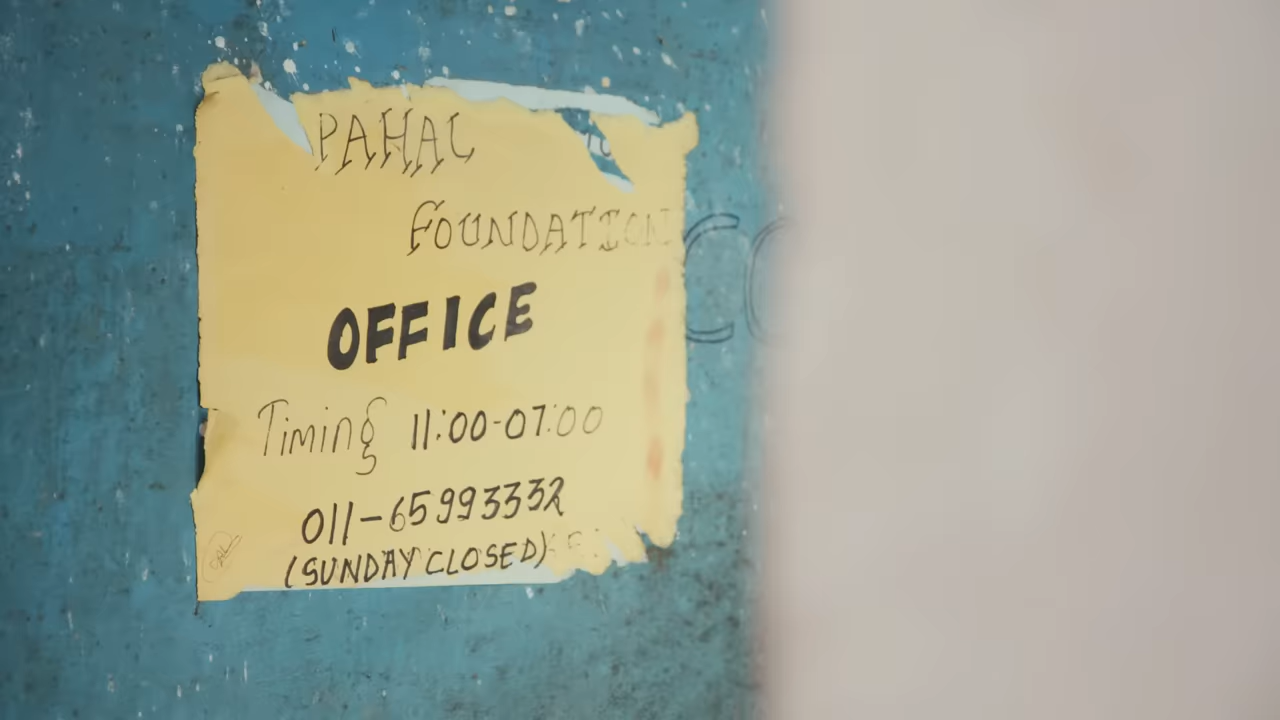 PAHAL
FOUNDATION
OFFICE
Timing 11:00-07:00
011-65993332
(SUNDAY CLOSED)